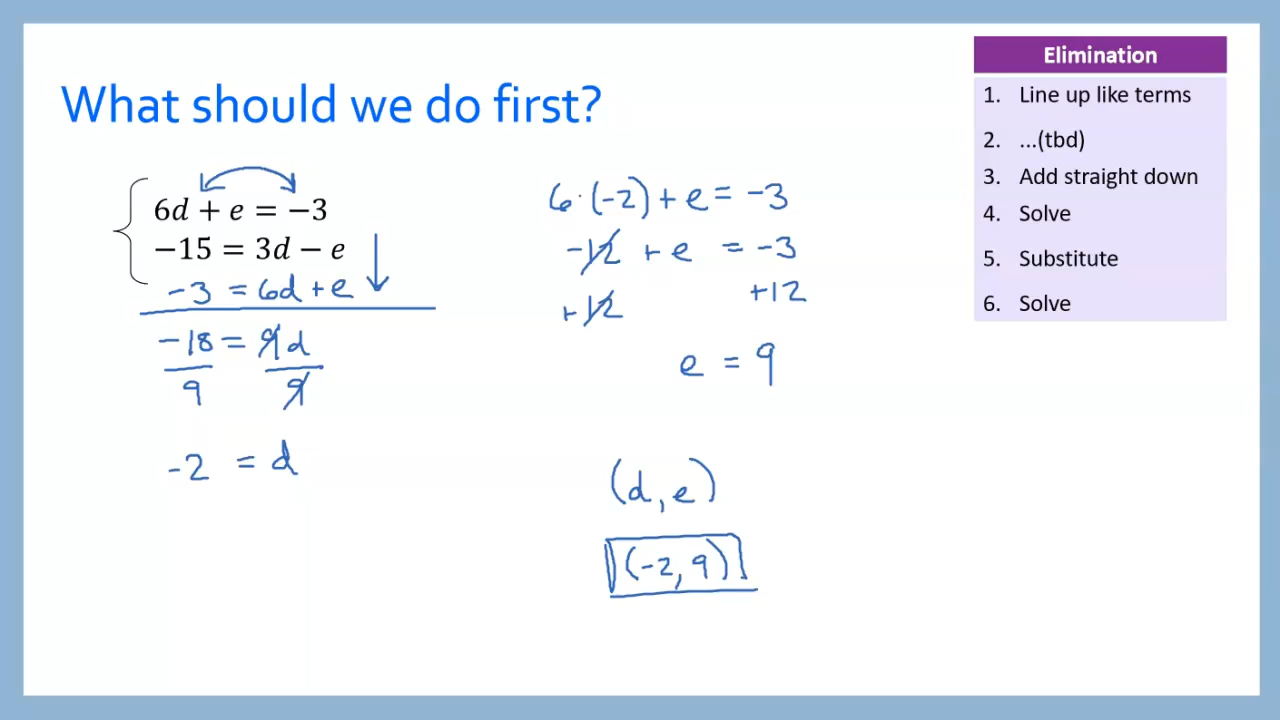 What should we do first?
6d + e = −3
−15 = 3d − e
-3 = 6d + e
-18 = 9d
9 9
-2 = d
6·(-2) + e = -3
-12 + e = -3
+12 +12
e = 9
(d, e)
(-2, 9)
Elimination
1. Line up like terms
2. ...(tbd)
3. Add straight down
4. Solve
5. Substitute
6. Solve